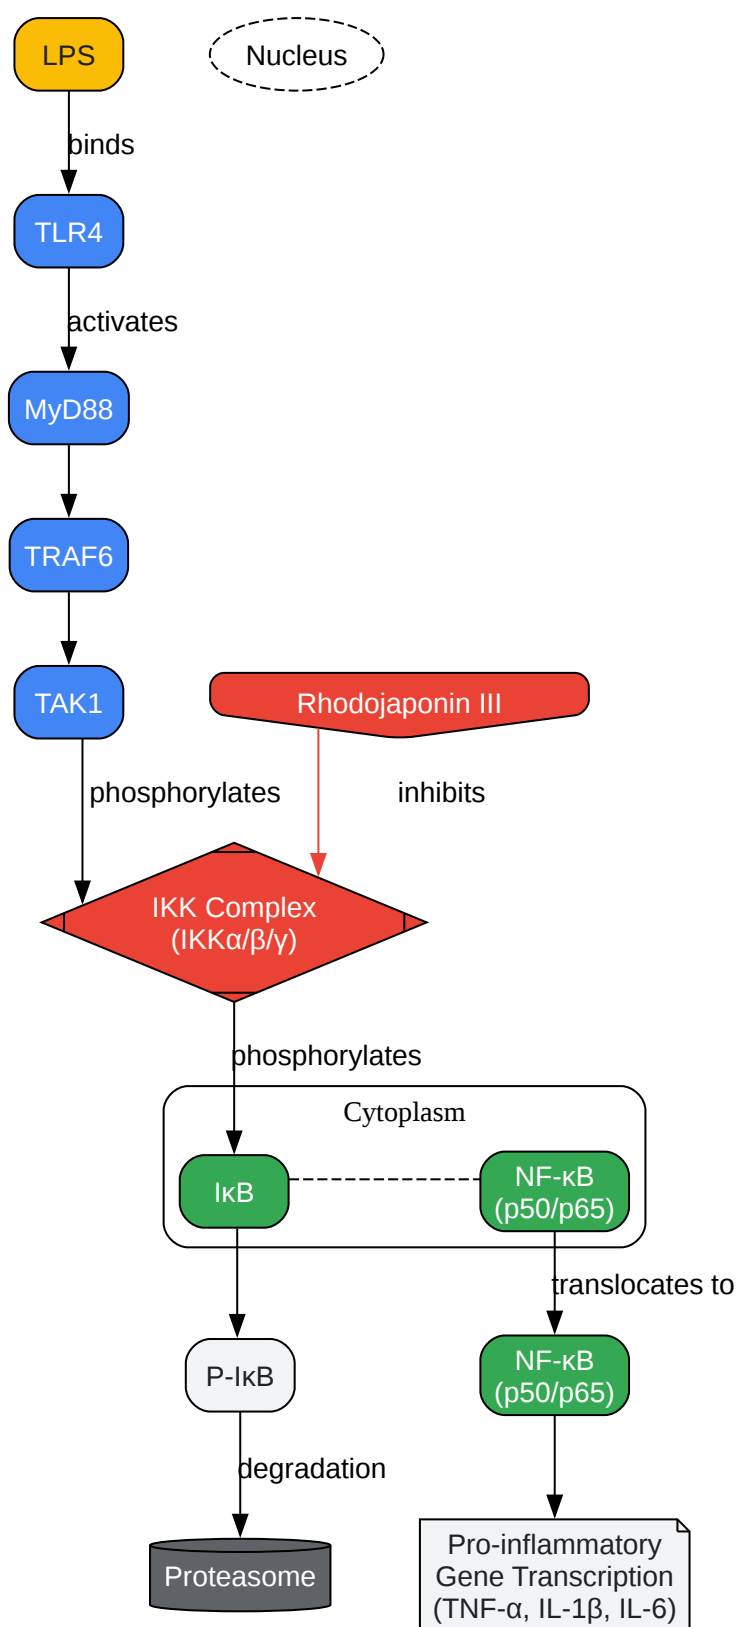 LPS
Nucleus
binds
TLR4
activates
MyD88
TRAF6
TAK1
Rhodojaponin III
phosphorylates
inhibits
IKK Complex
(IKKα/β/γ)
phosphorylates
Cytoplasm
IκB
NF-κB
(p50/p65)
translocates to
P-IκB
NF-κB
(p50/p65)
degradation
Proteasome
Pro-inflammatory
Gene Transcription
(TNF-α, IL-1β, IL-6)